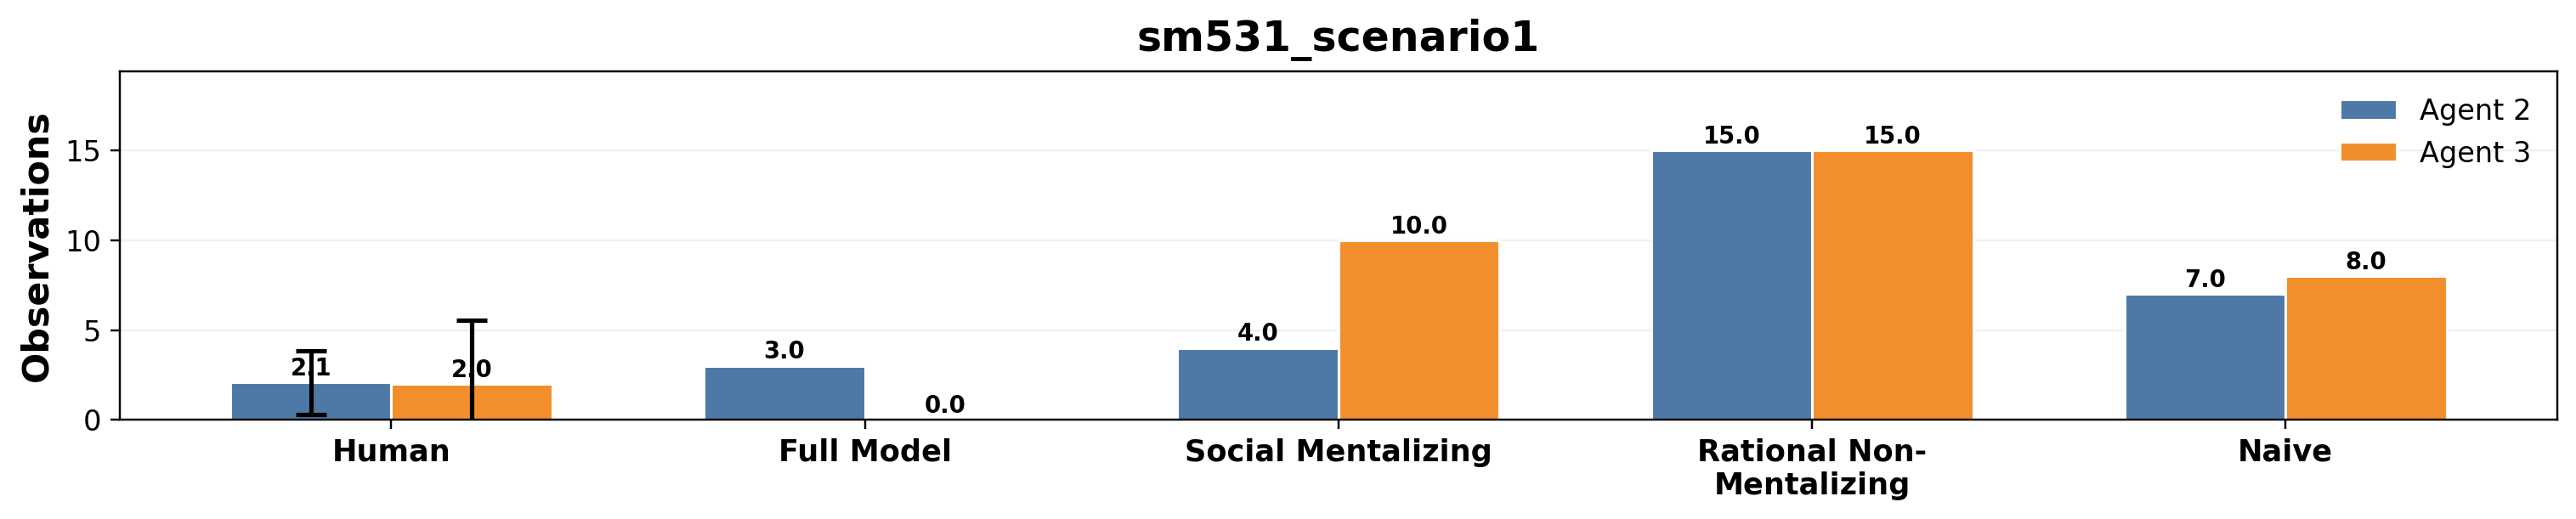 sm531_scenario1
Observations
15
10
5
0
Agent 2
Agent 3
2.1
2.0
3.0
0.0
4.0
10.0
15.0
15.0
7.0
8.0
Human
Full Model
Social Mentalizing
Rational Non-
Mentalizing
Naive